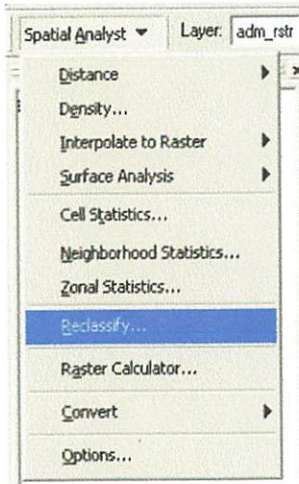 Spatial Analyst Layer: adm_rstr
Distance
Density...
Interpolate to Raster
Surface Analysis
Cell Statistics...
Neighborhood Statistics...
Zonal Statistics...
Reclassify...
Raster Calculator...
Convert
Options...